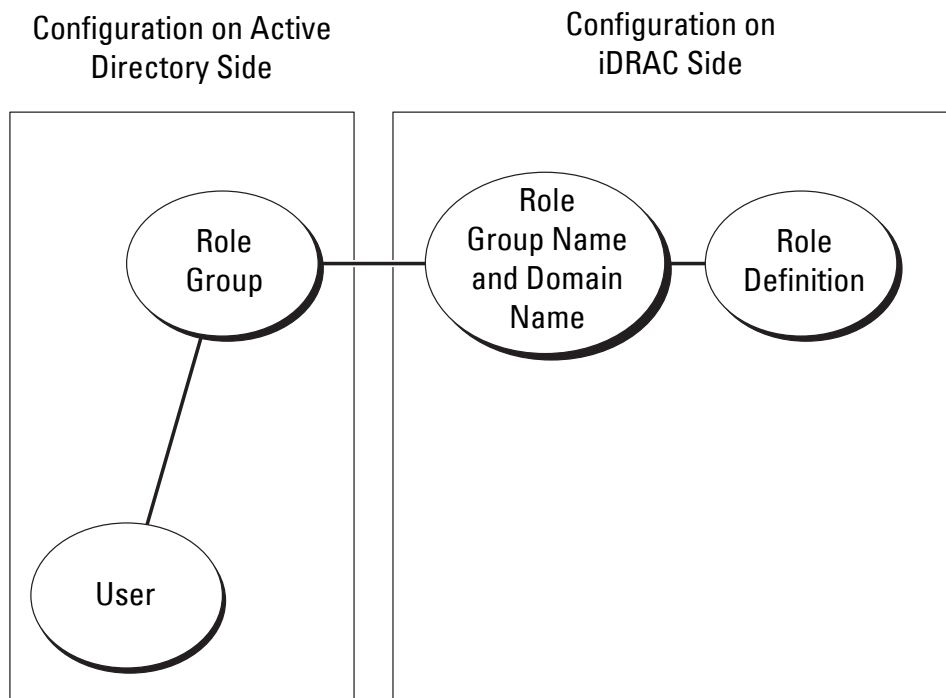 Configuration on Active
Directory Side
Configuration on
iDRAC Side
Role
Group
Role
Group Name
and Domain
Name
Role
Definition
User